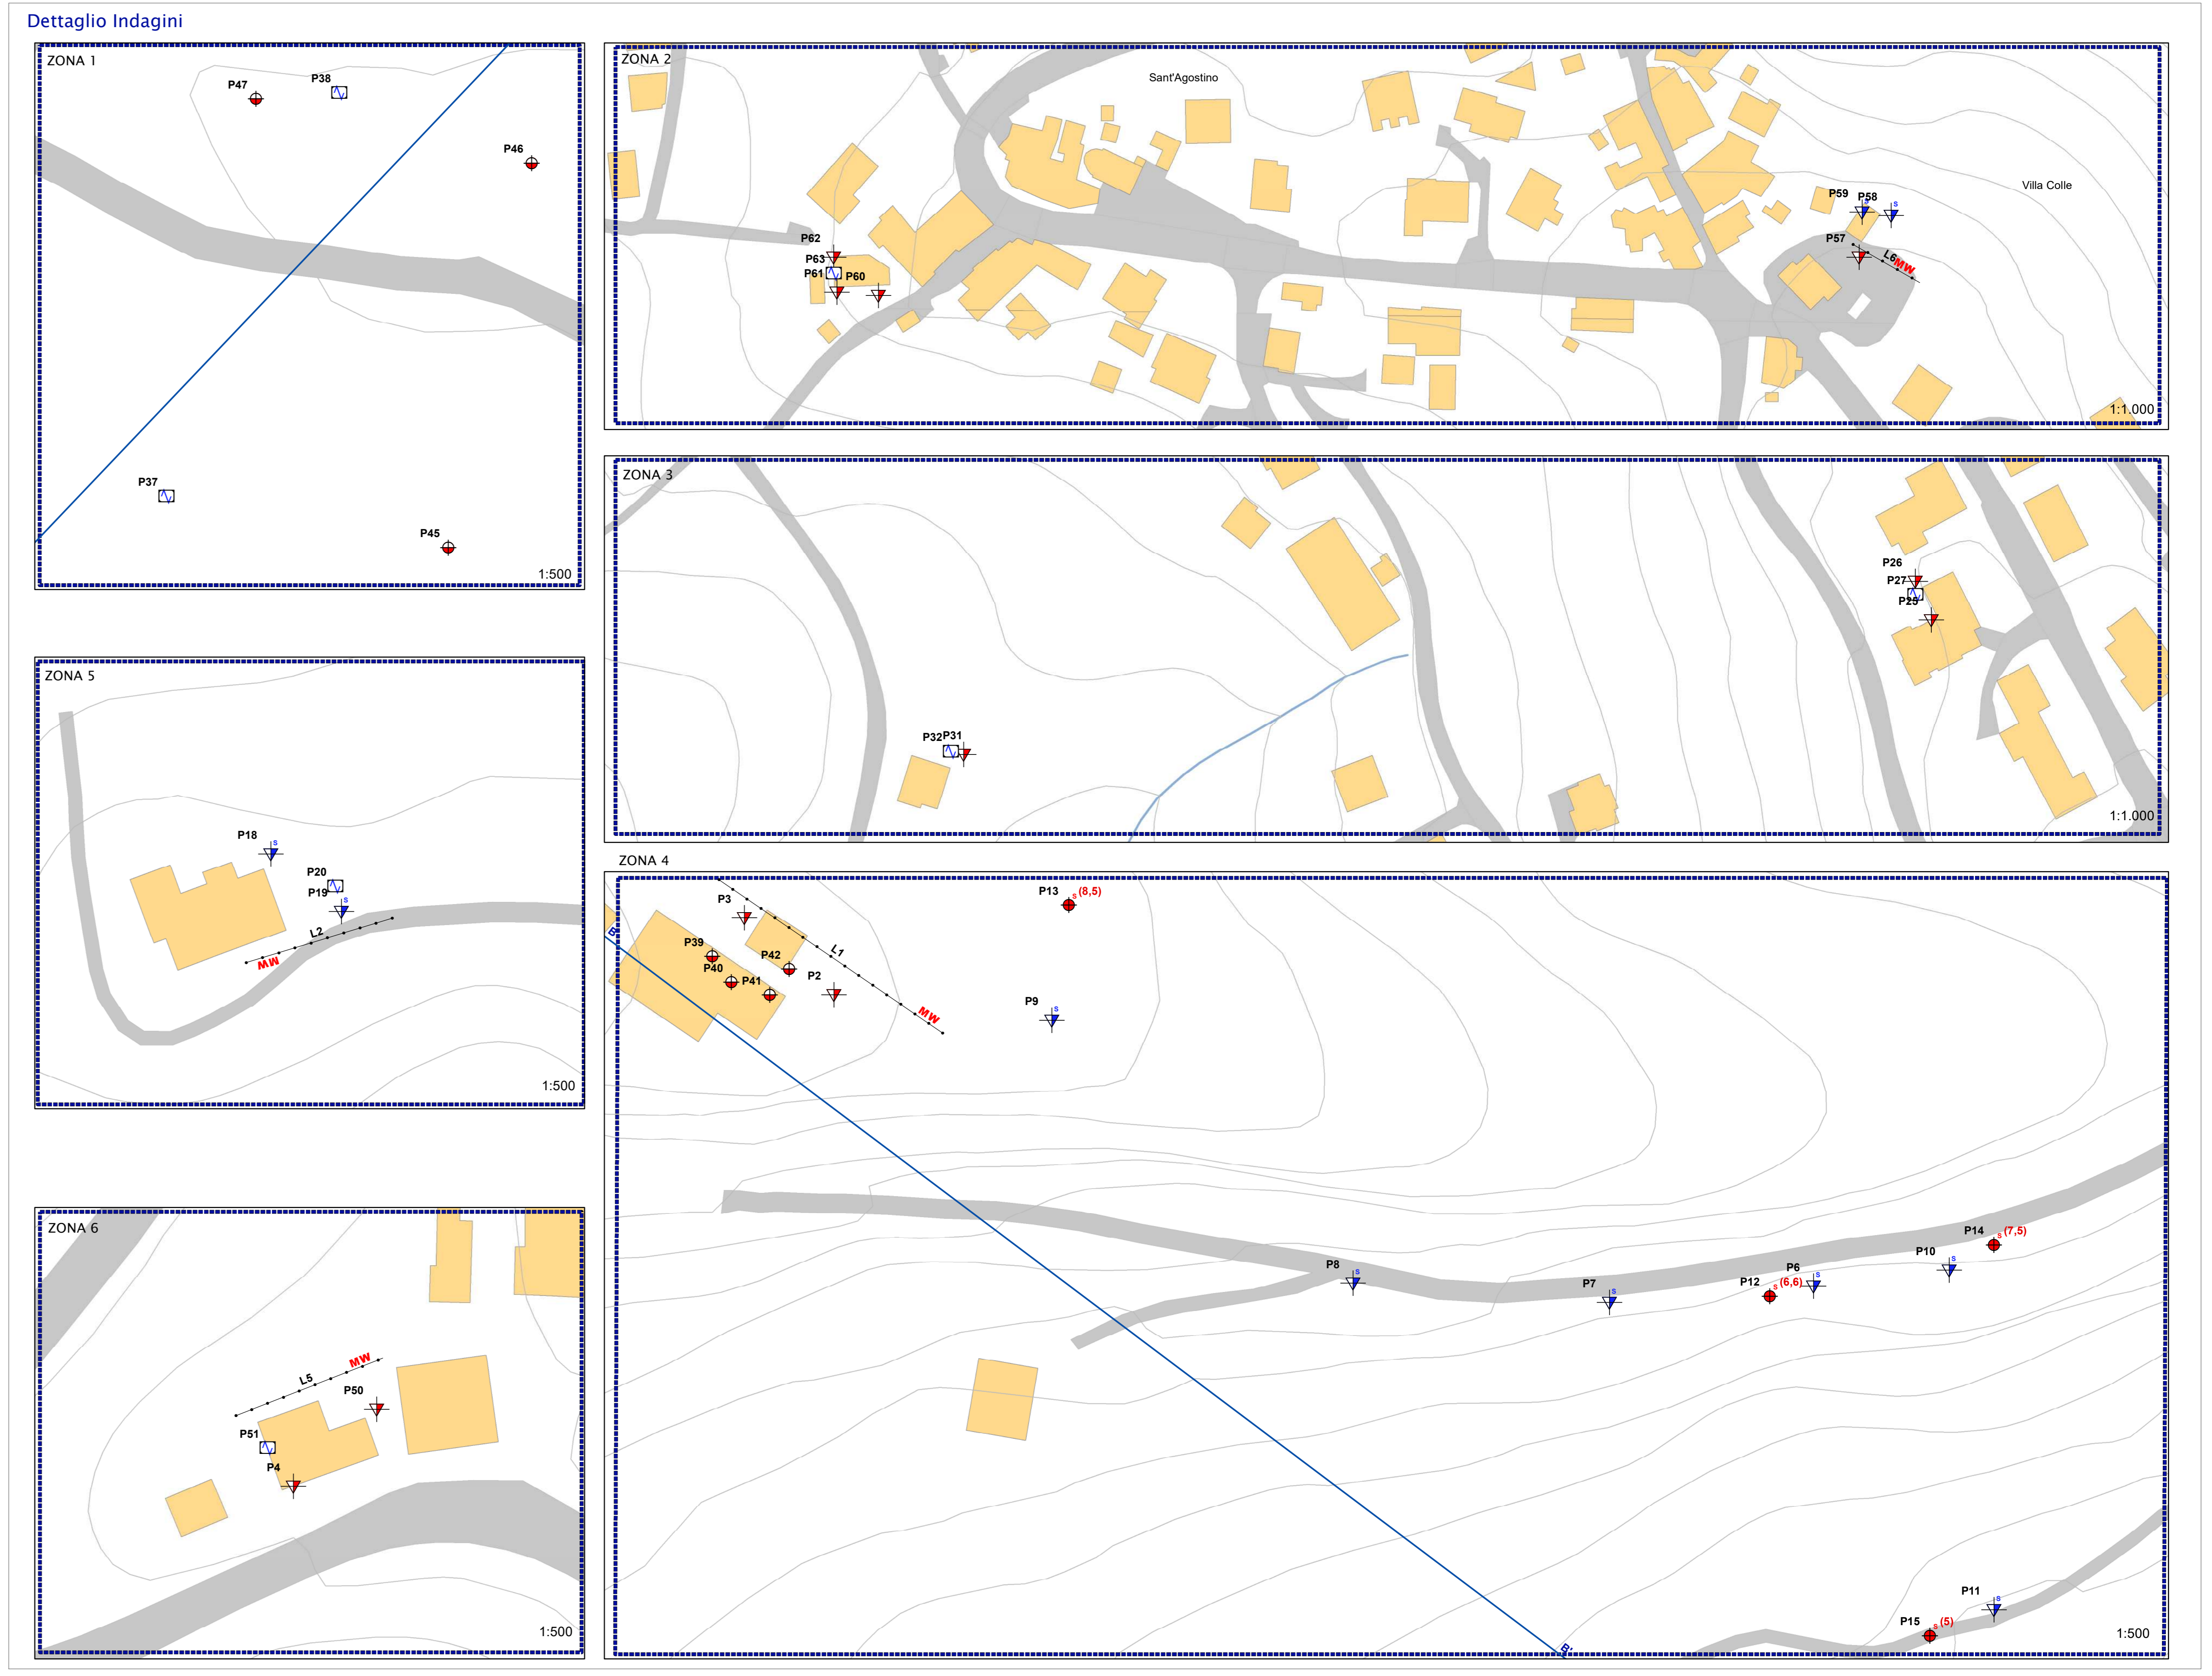 Dettaglio Indagini
ZONA 1
P47
P38
P46
P37
P45
1:500
ZONA 2
Sant'Agostino
Villa Colle
P59
P58
S
S
P57
L6
MW
P62
P63
P61
P60
1:1.000
ZONA 3
P26
P27
P25
P32
P31
1:1.000
ZONA 5
P18
S
P20
P19
S
L2
MW
1:500
ZONA 4
P13
S (8,5)
P3
B
L1
P39
P42
P40
P41
P2
MW
P9
S
P14
S (7,5)
P10
S
P8
S
P7
S
P12
S (6,6)
P6
S
P11
S
P15
S (5)
B'
1:500
ZONA 6
MW
L5
P50
P51
P4
1:500